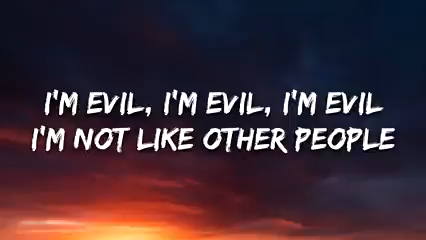 I'M EVIL, I'M EVIL, I'M EVIL
I'M NOT LIKE OTHER PEOPLE